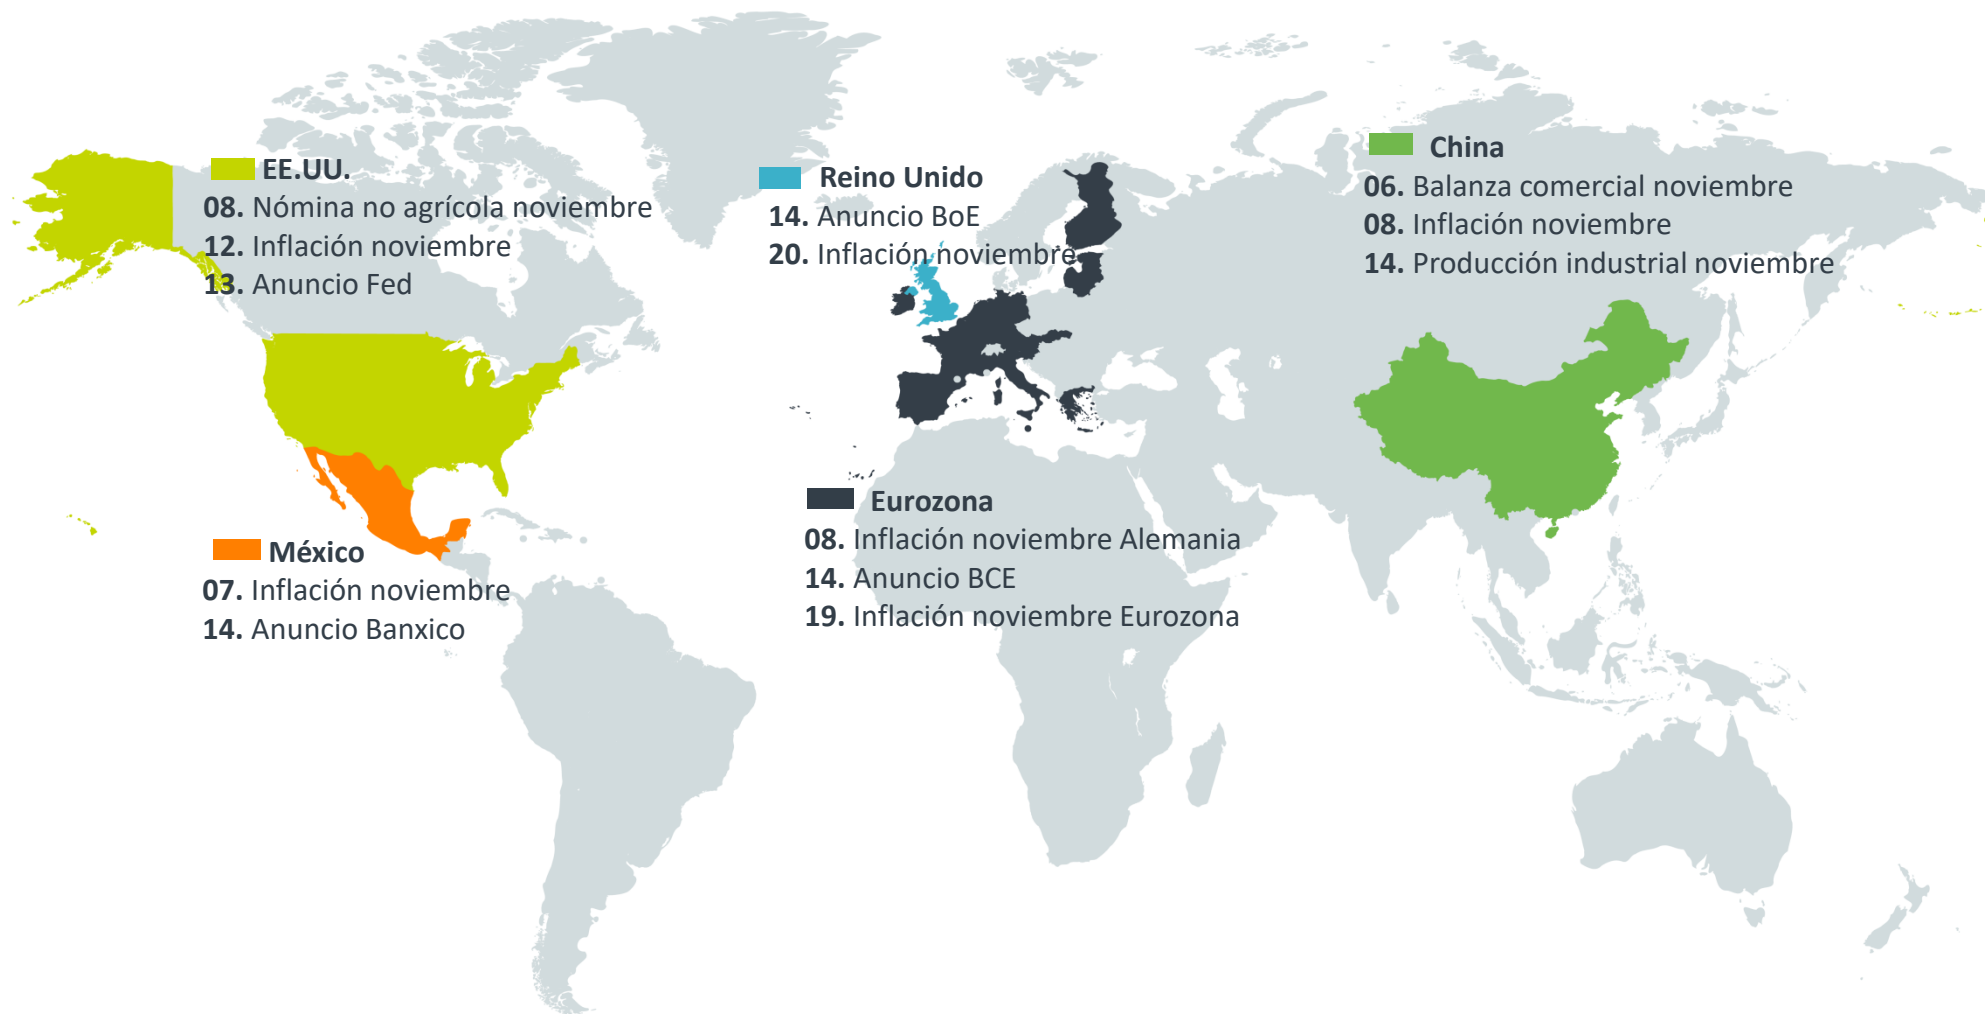 EE.UU.
08. Nómina no agrícola noviembre
12. Inflación noviembre
13. Anuncio Fed
México
07. Inflación noviembre
14. Anuncio Banxico
Reino Unido
14. Anuncio BoE
20. Inflación noviembre
Eurozona
08. Inflación noviembre Alemania
14. Anuncio BCE
19. Inflación noviembre Eurozona
China
06. Balanza comercial noviembre
08. Inflación noviembre
14. Producción industrial noviembre